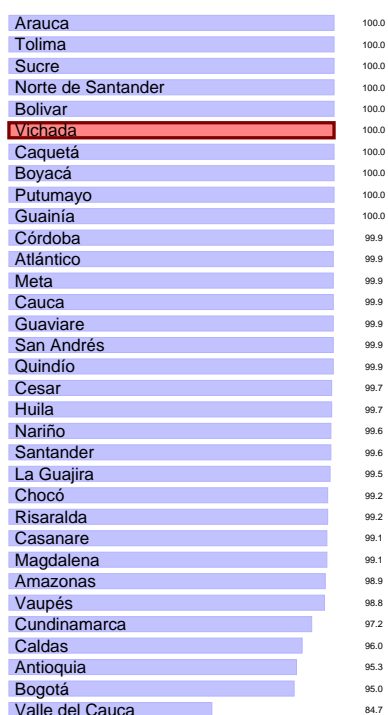 Arauca 100.0
Tolima 100.0
Sucre 100.0
Norte de Santander 100.0
Bolivar 100.0
Vichada 100.0
Caquetá 100.0
Boyacá 100.0
Putumayo 100.0
Guainía 100.0
Córdoba 99.9
Atlántico 99.9
Meta 99.9
Cauca 99.9
Guaviare 99.9
San Andrés 99.9
Quindío 99.9
Cesar 99.7
Huila 99.7
Nariño 99.6
Santander 99.6
La Guajira 99.5
Chocó 99.2
Risaralda 99.2
Casanare 99.1
Magdalena 99.1
Amazonas 98.9
Vaupés 98.8
Cundinamarca 97.2
Caldas 96.0
Antioquia 95.3
Bogotá 95.0
Valle del Cauca 84.7